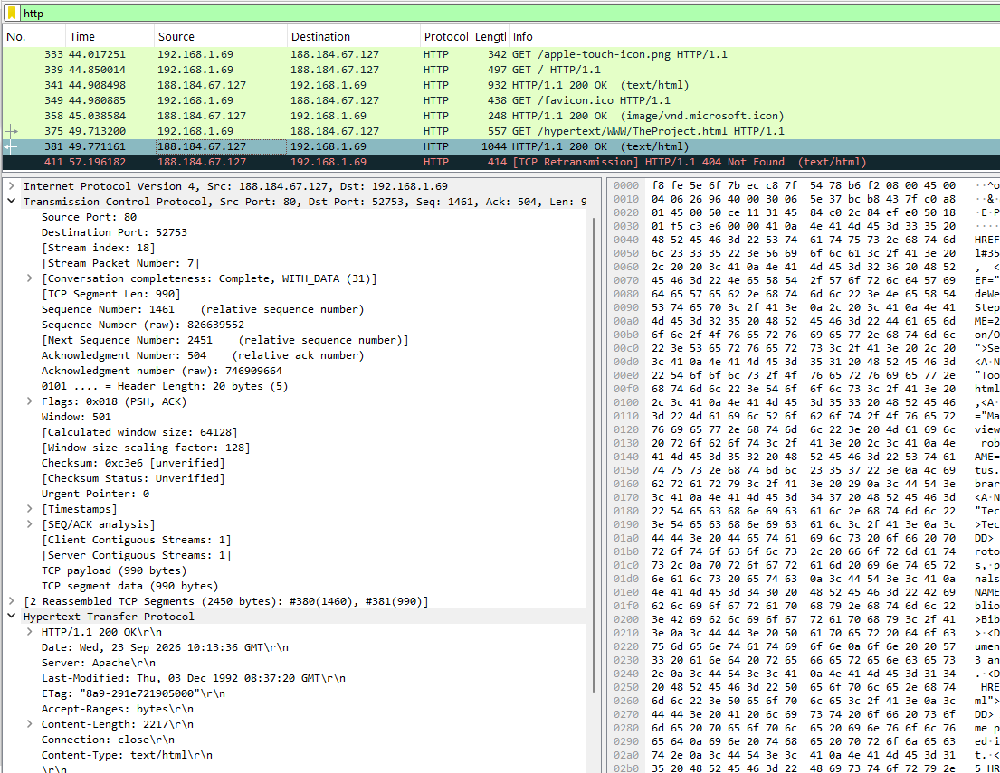 http
No. Time Source Destination Protocol Lengtl Info
333 44.017251 192.168.1.69 188.184.67.127 HTTP 342 GET /apple-touch-icon.png HTTP/1.1
339 44.850014 192.168.1.69 188.184.67.127 HTTP 497 GET / HTTP/1.1
341 44.908498 188.184.67.127 192.168.1.69 HTTP 932 HTTP/1.1 200 OK (text/html)
349 44.980885 192.168.1.69 188.184.67.127 HTTP 438 GET /favicon.ico HTTP/1.1
358 45.038584 188.184.67.127 192.168.1.69 HTTP 248 HTTP/1.1 200 OK (image/vnd.microsoft.icon)
375 49.713200 192.168.1.69 188.184.67.127 HTTP 557 GET /hypertext/WWW/TheProject.html HTTP/1.1
381 49.771161 188.184.67.127 192.168.1.69 HTTP 1044 HTTP/1.1 200 OK (text/html)
411 57.196182 188.184.67.127 192.168.1.69 HTTP 414 [TCP Retransmission] HTTP/1.1 404 Not Found (text/html)
Internet Protocol Version 4, Src: 188.184.67.127, Dst: 192.168.1.69
Transmission Control Protocol, Src Port: 80, Dst Port: 52753, Seq: 1461, Ack: 504, Len: 9
Source Port: 80
Destination Port: 52753
[Stream index: 18]
[Stream Packet Number: 7]
[Conversation completeness: Complete, WITH_DATA (31)]
[TCP Segment Len: 990]
Sequence Number: 1461 (relative sequence number)
Sequence Number (raw): 826639552
[Next Sequence Number: 2451 (relative sequence number)]
Acknowledgment Number: 504 (relative ack number)
Acknowledgment number (raw): 746909664
0101 .... = Header Length: 20 bytes (5)
Flags: 0x018 (PSH, ACK)
Window: 501
[Calculated window size: 64128]
[Window size scaling factor: 128]
Checksum: 0xc3e6 [unverified]
[Checksum Status: Unverified]
Urgent Pointer: 0
[Timestamps]
[SEQ/ACK analysis]
[Client Contiguous Streams: 1]
[Server Contiguous Streams: 1]
TCP payload (990 bytes)
TCP segment data (990 bytes)
[2 Reassembled TCP Segments (2450 bytes): #380(1460), #381(990)]
Hypertext Transfer Protocol
HTTP/1.1 200 OK\r\n
Date: Wed, 23 Sep 2026 10:13:36 GMT\r\n
Server: Apache\r\n
Last-Modified: Thu, 03 Dec 1992 08:37:20 GMT\r\n
ETag: "8a9-291e721905000"\r\n
Accept-Ranges: bytes\r\n
Content-Length: 2217\r\n
Connection: close\r\n
Content-Type: text/html\r\n
\r\n
0000 f8 fe 5e 6f 7b ec c8 7f 54 78 b6 f2 08 00 45 00 ··^o
0010 04 06 26 96 40 00 30 06 5e 37 bc b8 43 7f c0 a8 ··&
0020 01 45 00 50 ce 11 31 45 84 c0 2c 84 ef e0 50 18 ·E·P
0030 01 f5 c3 e6 00 00 41 0a 4e 41 4d 45 3d 33 35 20 ····
0040 48 52 45 46 3d 22 53 74 61 74 75 73 2e 68 74 6d HREF
0050 6c 23 33 35 22 3e 56 69 6f 6c 61 3c 2f 41 3e 20 l#35
0060 2c 20 20 3c 41 0a 4e 41 4d 45 3d 32 36 20 48 52 , <
0070 45 46 3d 22 4e 65 58 54 2f 57 6f 72 6c 64 57 69 EF="
0080 64 65 57 65 62 2e 68 74 6d 6c 22 3e 4e 65 58 54 deWe
0090 53 74 65 70 3c 2f 41 3e 0a 2c 20 3c 41 0a 4e 41 Step
00a0 4d 45 3d 32 35 20 48 52 45 46 3d 22 44 61 65 6d ME=2
00b0 6f 6e 2f 4f 76 65 72 76 69 65 77 2e 68 74 6d 6c on/O
00c0 22 3e 53 65 72 76 65 72 73 3c 2f 41 3e 20 2c 20 ">Se
00d0 3c 41 0a 4e 41 4d 45 3d 35 31 20 48 52 45 46 3d <A·N
00e0 22 54 6f 6f 6c 73 2f 4f 76 65 72 76 69 65 77 2e "Too
00f0 68 74 6d 6c 22 3e 54 6f 6f 6c 73 3c 2f 41 3e 20 html
0100 2c 3c 41 0a 4e 41 4d 45 3d 35 33 20 48 52 45 46 ,<A·
0110 3d 22 4d 61 69 6c 52 6f 62 6f 74 2f 4f 76 65 72 ="Ma
0120 76 69 65 77 2e 68 74 6d 6c 22 3e 20 4d 61 69 6c view
0130 20 72 6f 62 6f 74 3c 2f 41 3e 20 2c 3c 41 0a 4e rob
0140 41 4d 45 3d 35 32 20 48 52 45 46 3d 22 53 74 61 AME=
0150 74 75 73 2e 68 74 6d 6c 23 35 37 22 3e 0a 4c 69 tus.
0160 62 72 61 72 79 3c 2f 41 3e 20 29 0a 3c 44 54 3e brar
0170 3c 41 0a 4e 41 4d 45 3d 34 37 20 48 52 45 46 3d <A·N
0180 22 54 65 63 68 6e 69 63 61 6c 2e 68 74 6d 6c 22 "Tec
0190 3e 54 65 63 68 6e 69 63 61 6c 3c 2f 41 3e 0a 3c >Tec
01a0 44 44 3e 20 44 65 74 61 69 6c 73 20 6f 66 20 70 DD>
01b0 72 6f 74 6f 63 6f 6c 73 2c 20 66 6f 72 6d 61 74 roto
01c0 73 2c 0a 70 72 6f 67 72 61 6d 20 69 6e 74 65 72 s,·p
01d0 6e 61 6c 73 20 65 74 63 0a 3c 44 54 3e 3c 41 0a nals
01e0 4e 41 4d 45 3d 34 30 20 48 52 45 46 3d 22 42 69 NAME
01f0 62 6c 69 6f 67 72 61 70 68 79 2e 68 74 6d 6c 22 blio
0200 3e 42 69 62 6c 69 6f 67 72 61 70 68 79 3c 2f 41 >Bib
0210 3e 0a 3c 44 44 3e 20 50 61 70 65 72 20 64 6f 63 >·<D
0220 75 6d 65 6e 74 61 74 69 6f 6e 0a 6f 6e 20 20 57 umen
0230 33 20 61 6e 64 20 72 65 66 65 72 65 6e 63 65 73 3 an
0240 2e 0a 3c 44 54 3e 3c 41 0a 4e 41 4d 45 3d 31 34 .·<D
0250 20 48 52 45 46 3d 22 50 65 6f 70 6c 65 2e 68 74 HRE
0260 6d 6c 22 3e 50 65 6f 70 6c 65 3c 2f 41 3e 0a 3c ml">
0270 44 44 3e 20 41 20 6c 69 73 74 20 6f 66 20 73 6f DD>
0280 6d 65 20 70 65 6f 70 6c 65 20 69 6e 76 6f 6c 76 me p
0290 65 64 0a 69 6e 20 74 68 65 20 70 72 6f 6a 65 63 ed·i
02a0 74 2e 0a 3c 44 54 3e 3c 41 0a 4e 41 4d 45 3d 31 t.·<
02b0 35 20 48 52 45 46 3d 22 48 69 73 74 6f 72 79 2e 5 HR